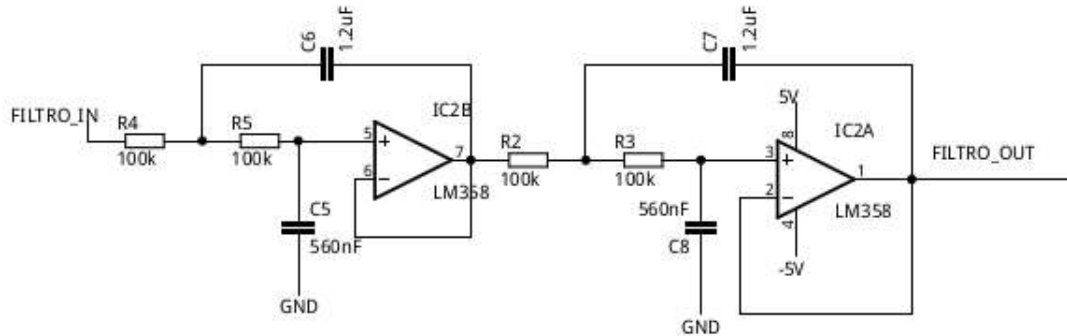 C6
1.2uF
C7
1.2uF
FILTRO_IN
R4
100k
R5
100k
5
+
6
−
7
IC2B
LM358
C5
560nF
GND
R2
100k
R3
100k
560nF
C8
GND
5V
8
3
+
2
−
1
4
-5V
IC2A
LM358
FILTRO_OUT